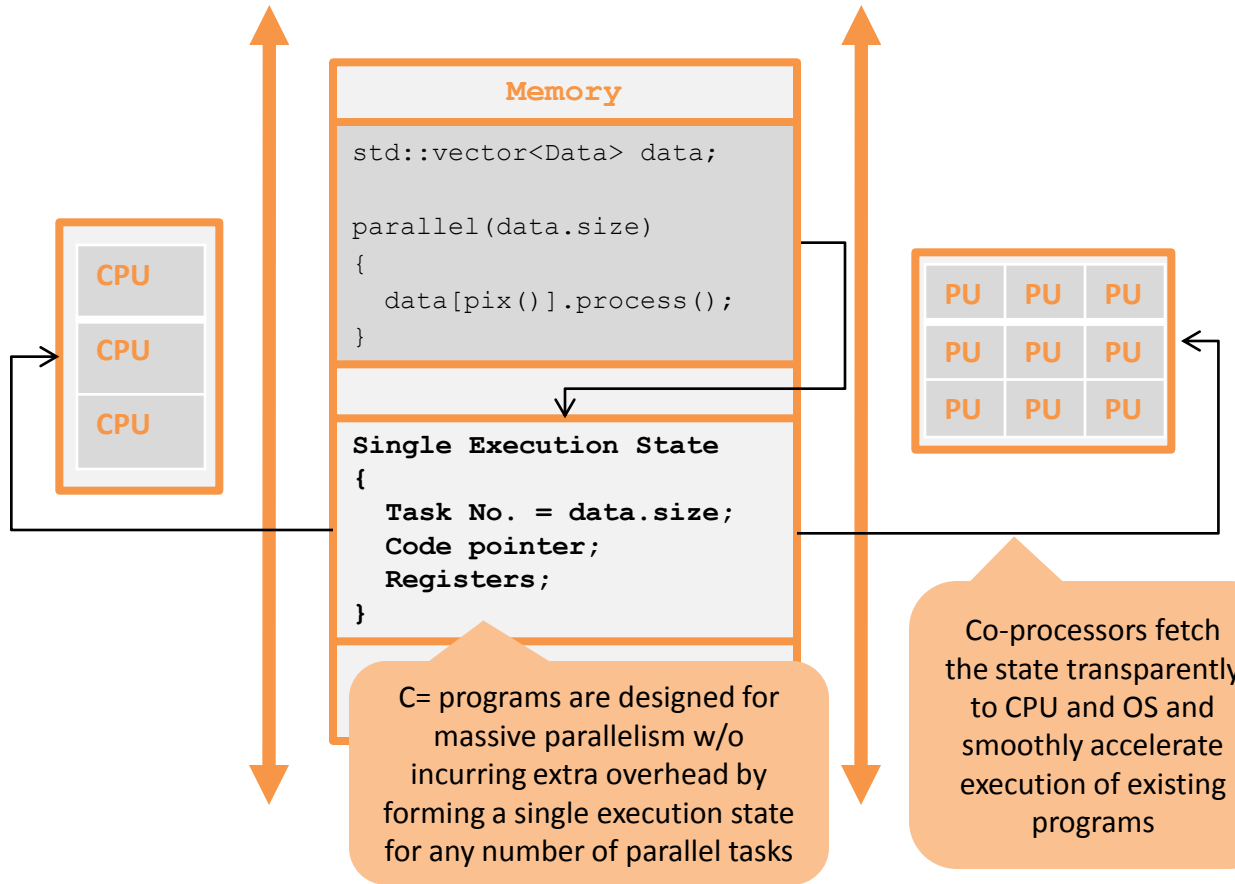 Memory
std::vector<Data> data;
parallel(data.size)
{
  data[pix()].process();
}
CPU
CPU
CPU
PU PU PU
PU PU PU
PU PU PU
Single Execution State
{
  Task No. = data.size;
  Code pointer;
  Registers;
}
C= programs are designed for
massive parallelism w/o
incurring extra overhead by
forming a single execution state
for any number of parallel tasks
Co-processors fetch
the state transparently
to CPU and OS and
smoothly accelerate
execution of existing
programs